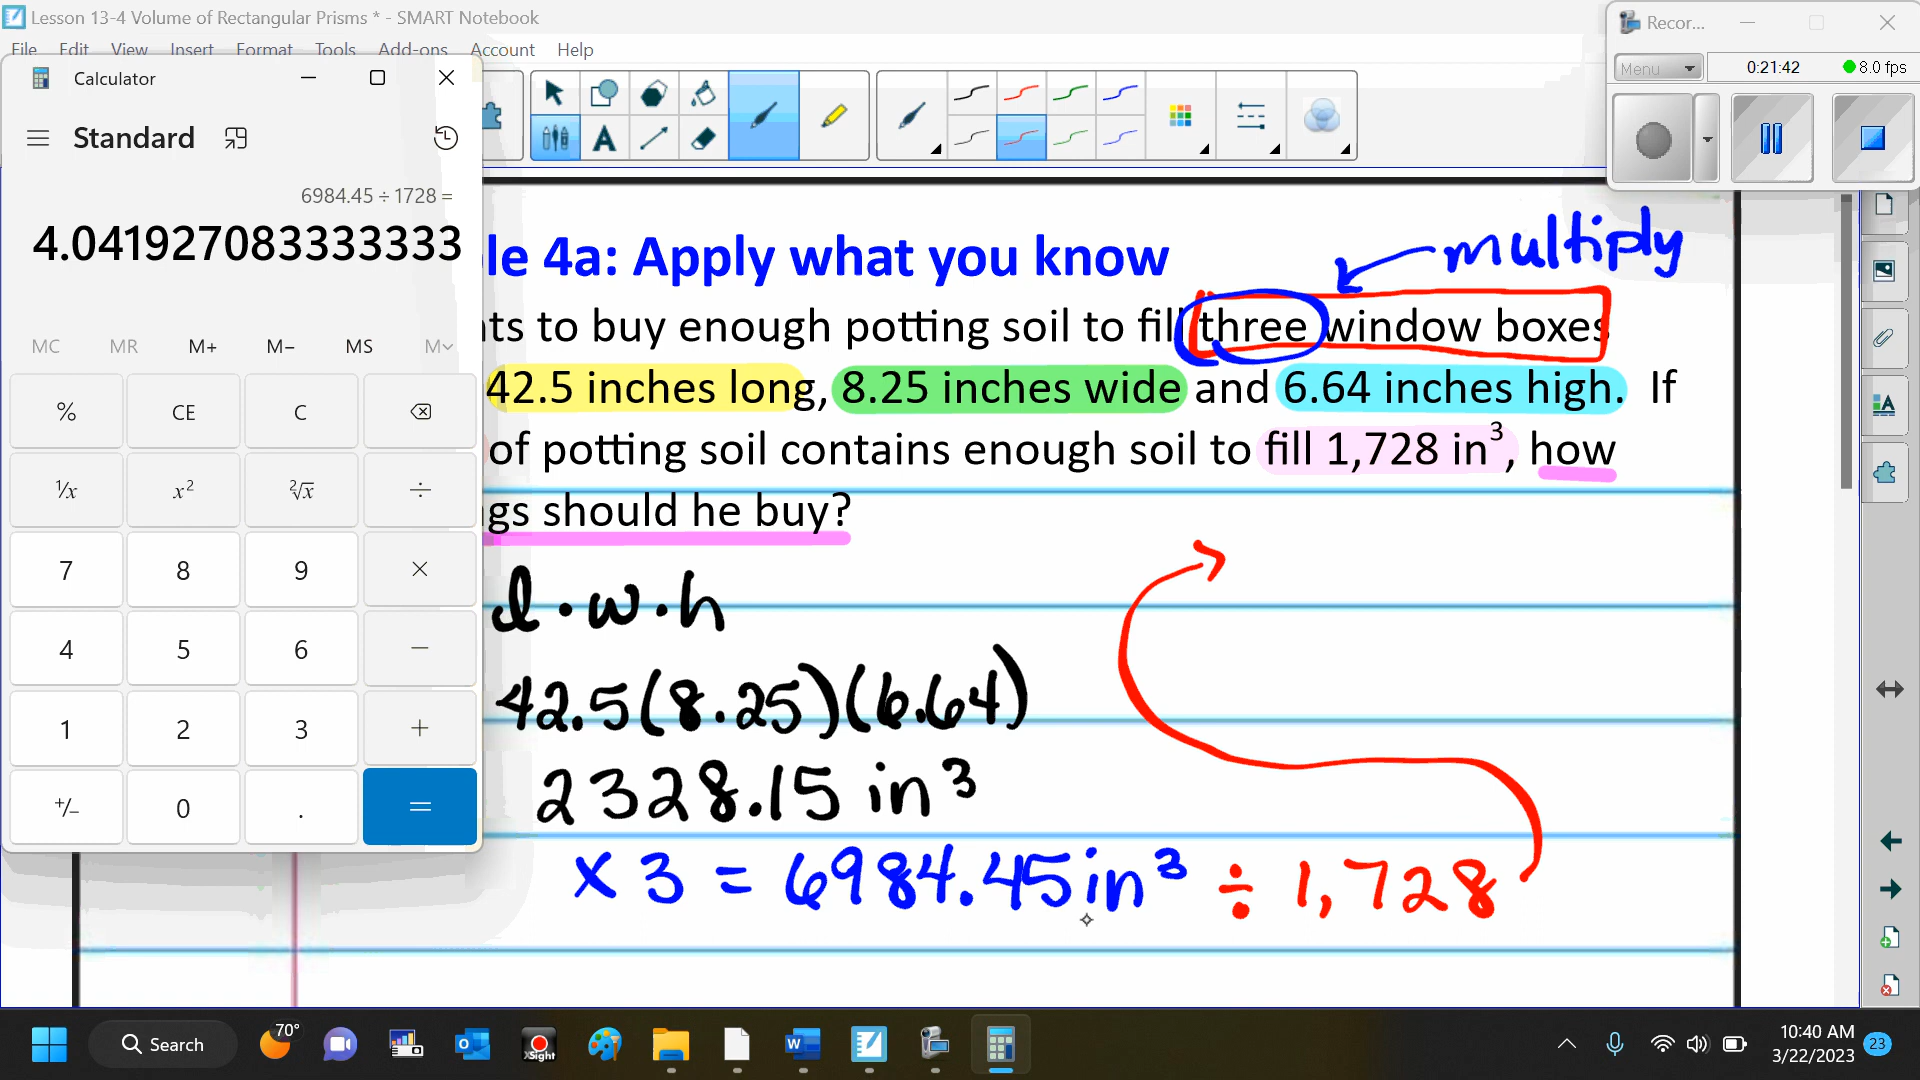 Lesson 13-4 Volume of Rectangular Prisms * - SMART Notebook
File Edit View Insert Format Tools Add-ons Account Help
Recor...
Menu 0:21:42 8.0 fps
Calculator
Standard
6984.45 ÷ 1728 =
4.041927083333333
MC MR M+ M− MS M
% CE C
¹/x x² ²√x ÷
7 8 9 ×
4 5 6 −
1 2 3 +
+/− 0 . =
le 4a: Apply what you know
multiply
nts to buy enough potting soil to fill three window boxes
42.5 inches long, 8.25 inches wide and 6.64 inches high. If
of potting soil contains enough soil to fill 1,728 in³, how
gs should he buy?
l · w · h
42.5(8.25)(6.64)
2328.15 in³
x 3 = 6984.45 in³ ÷ 1,728
70°
Search
XSight
10:40 AM
3/22/2023
23